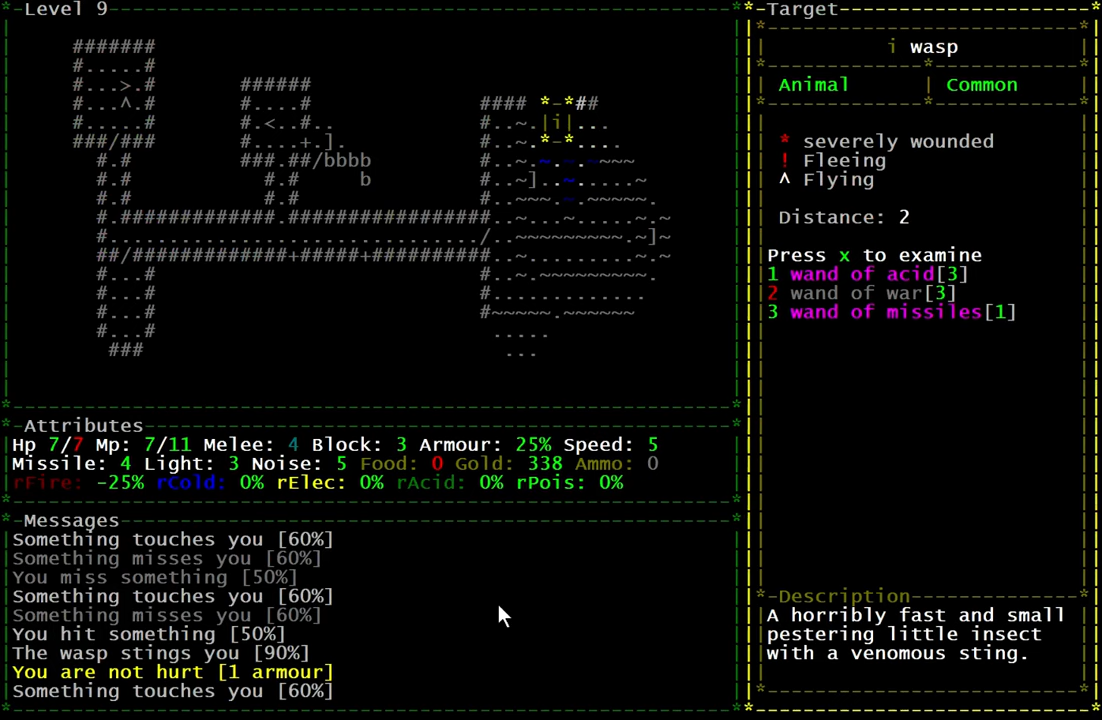 Level 9
Target
i wasp
Animal | Common
#######
#.....#
#...>.#
#...^.#
#.....#
###/###
######
#....#
#.<..#..
#....+.].
###.##/bbbb
b
* severely wounded
! Fleeing
^ Flying
Distance: 2
Press x to examine
1 wand of acid[3]
2 wand of war[3]
3 wand of missiles[1]
Attributes
Hp 7/7 Mp: 7/11 Melee: 4 Block: 3 Armour: 25% Speed: 5
Missile: 4 Light: 3 Noise: 5 Food: 0 Gold: 338 Ammo: 0
rFire: -25% rCold: 0% rElec: 0% rAcid: 0% rPois: 0%
Messages
Something touches you [60%]
Something misses you [60%]
You miss something [50%]
Something touches you [60%]
Something misses you [60%]
You hit something [50%]
The wasp stings you [90%]
You are not hurt [1 armour]
Something touches you [60%]
Description
A horribly fast and small
pestering little insect
with a venomous sting.